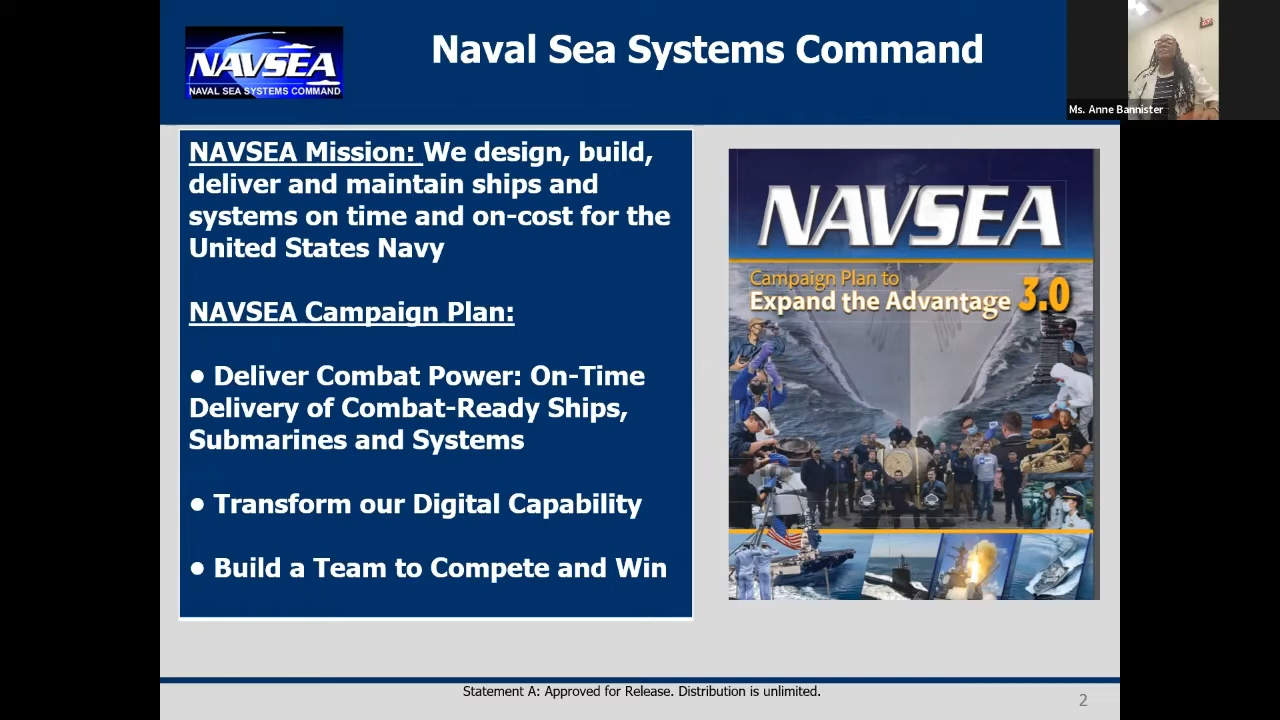 NAVSEA
NAVAL SEA SYSTEMS COMMAND
Naval Sea Systems Command
Ms. Anne Bannister
NAVSEA Mission: We design, build,
deliver and maintain ships and
systems on time and on-cost for the
United States Navy
NAVSEA Campaign Plan:
● Deliver Combat Power: On-Time
Delivery of Combat-Ready Ships,
Submarines and Systems
● Transform our Digital Capability
● Build a Team to Compete and Win
NAVSEA
Campaign Plan to
Expand the Advantage 3.0
Statement A: Approved for Release. Distribution is unlimited.
2